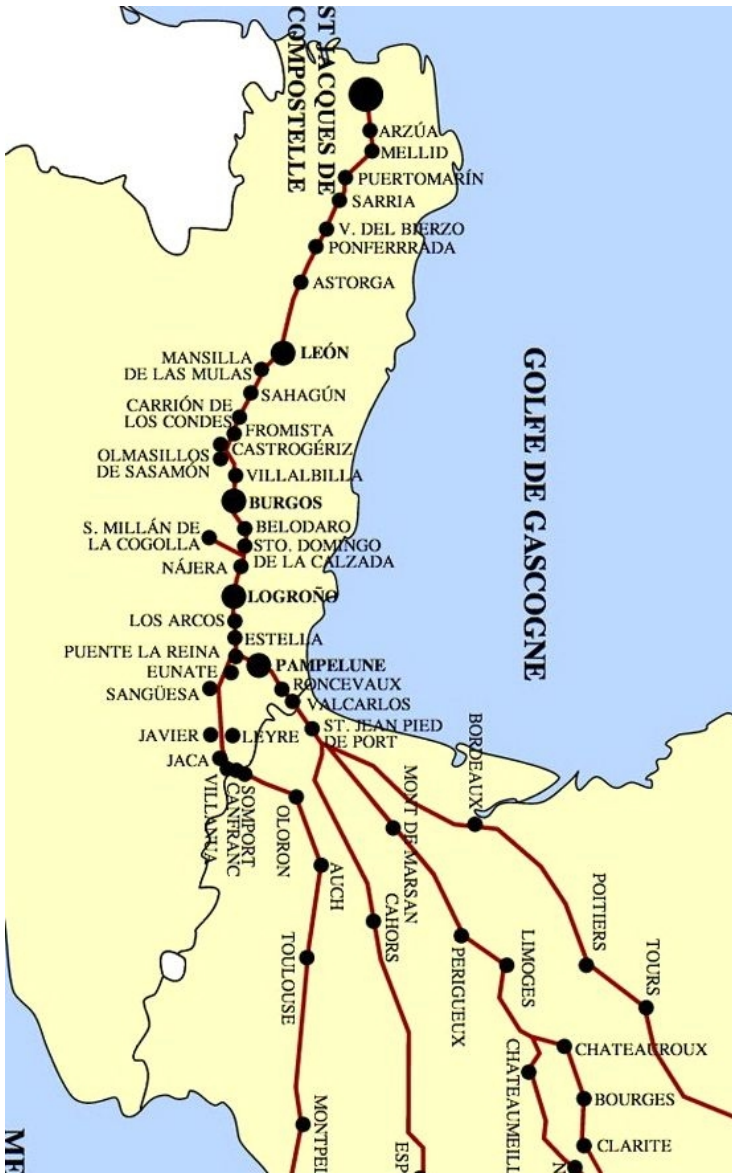 ST JACQUES DE
COMPOSTELLE
ARZÚA
MELLID
PUERTOMARÍN
SARRIA
V. DEL BIERZO
PONFERRRADA
ASTORGA
LEÓN
MANSILLA
DE LAS MULAS
SAHAGÚN
CARRIÓN DE
LOS CONDES
FROMISTA
CASTROGÉRIZ
OLMASILLOS
DE SASAMÓN
VILLALBILLA
BURGOS
BELODARO
S. MILLÁN DE
LA COGOLLA
STO. DOMINGO
DE LA CALZADA
NÁJERA
LOGROÑO
LOS ARCOS
ESTELLA
PUENTE LA REINA
PAMPELUNE
EUNATE
RONCEVAUX
SANGÜESA
VALCARLOS
ST. JEAN PIED
DE PORT
JAVIER
LEYRE
JACA
VILLANUA
CANFRANC
SOMPORT
OLORON
GOLFE DE GASCOGNE
BORDEAUX
MONT DE MARSAN
AUCH
CAHORS
POITIERS
TOULOUSE
PERIGUEUX
LIMOGES
TOURS
CHATEAUROUX
CHATEAUMEILL
BOURGES
CLARITE
MONTPEL
ESP
N
ME